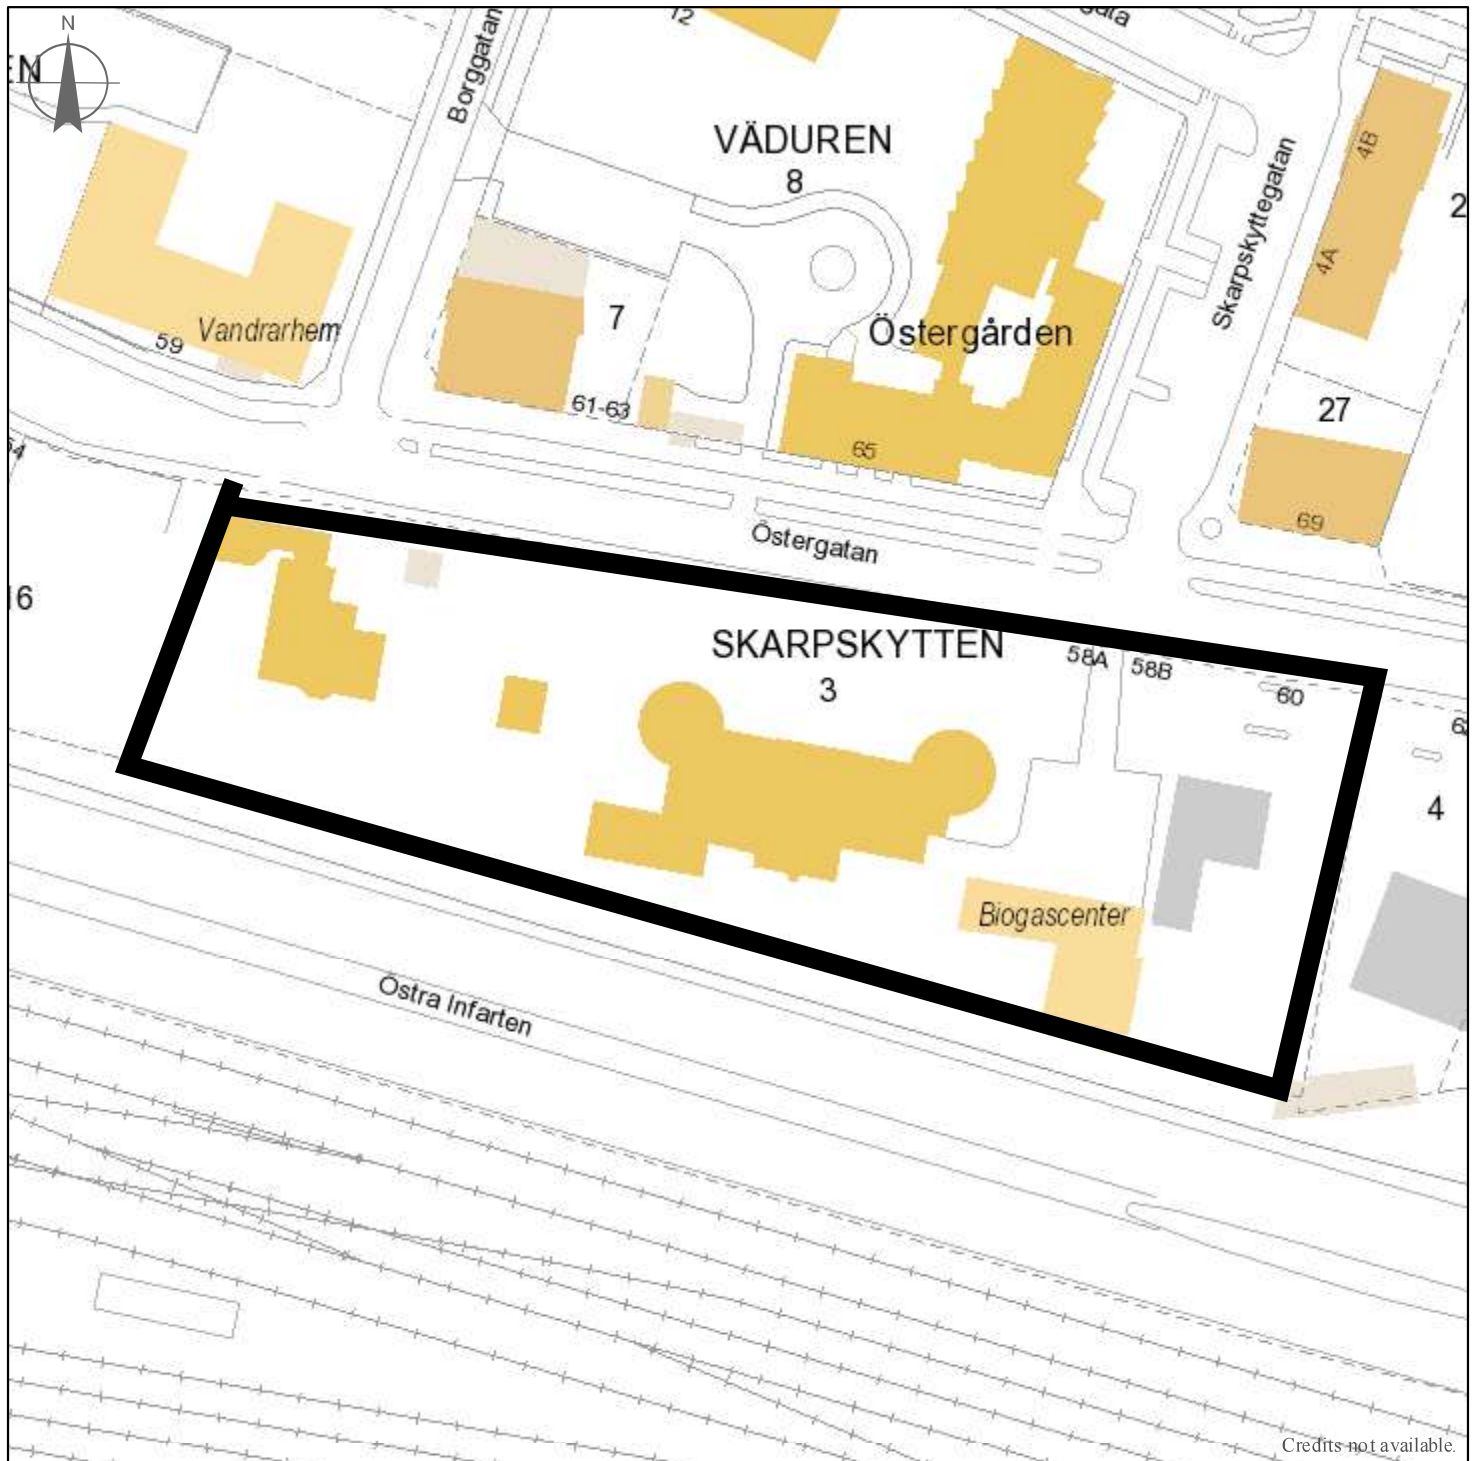 N
12
Borggatan
VÄDUREN
8
4B
Skarpskyttegatan
4A
7
Vandrarhem
59
Östergården
61-63
27
65
69
Östergatan
SKARPSKYTTEN
58A
58B
3
60
4
Biogascenter
Östra Infarten
Credits not available.